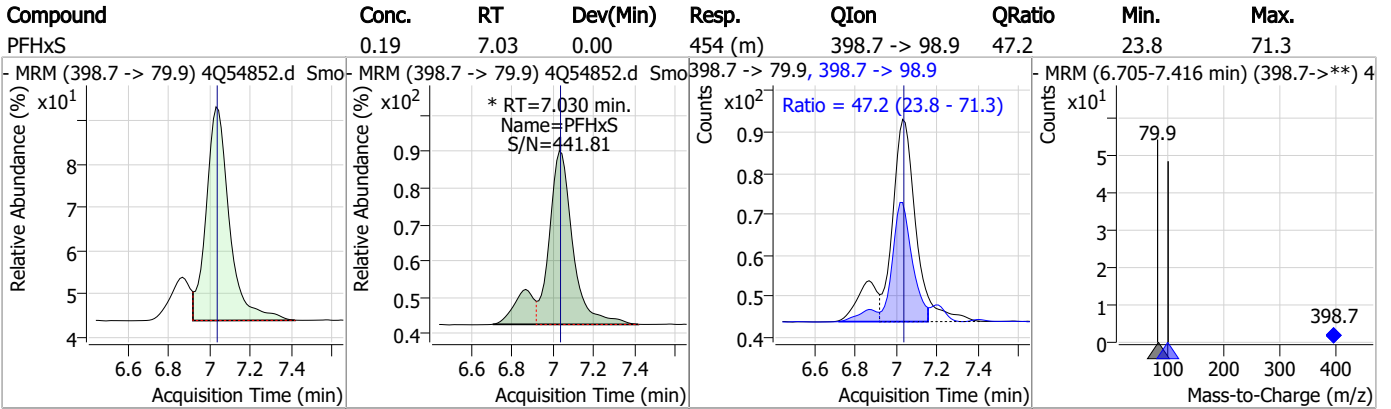 Compound Conc. RT Dev(Min) Resp. QIon QRatio Min. Max.
PFHxS 0.19 7.03 0.00 454 (m) 398.7 -> 98.9 47.2 23.8 71.3
- MRM (398.7 -> 79.9) 4Q54852.d Smo
x10¹
Relative Abundance (%)
8
7
6
5
4
6.6 6.8 7 7.2 7.4
Acquisition Time (min)
- MRM (398.7 -> 79.9) 4Q54852.d Smo
x10²
* RT=7.030 min.
Name=PFHxS
S/N=441.81
Relative Abundance (%)
0.9
0.8
0.7
0.6
0.5
0.4
6.6 6.8 7 7.2 7.4
Acquisition Time (min)
398.7 -> 79.9, 398.7 -> 98.9
x10²
Ratio = 47.2 (23.8 - 71.3)
Counts
0.9
0.8
0.7
0.6
0.5
0.4
6.6 6.8 7 7.2 7.4
Acquisition Time (min)
- MRM (6.705-7.416 min) (398.7->**) 4
x10¹
Counts
79.9
5
4
3
2
1
0
398.7
100 200 300 400
Mass-to-Charge (m/z)